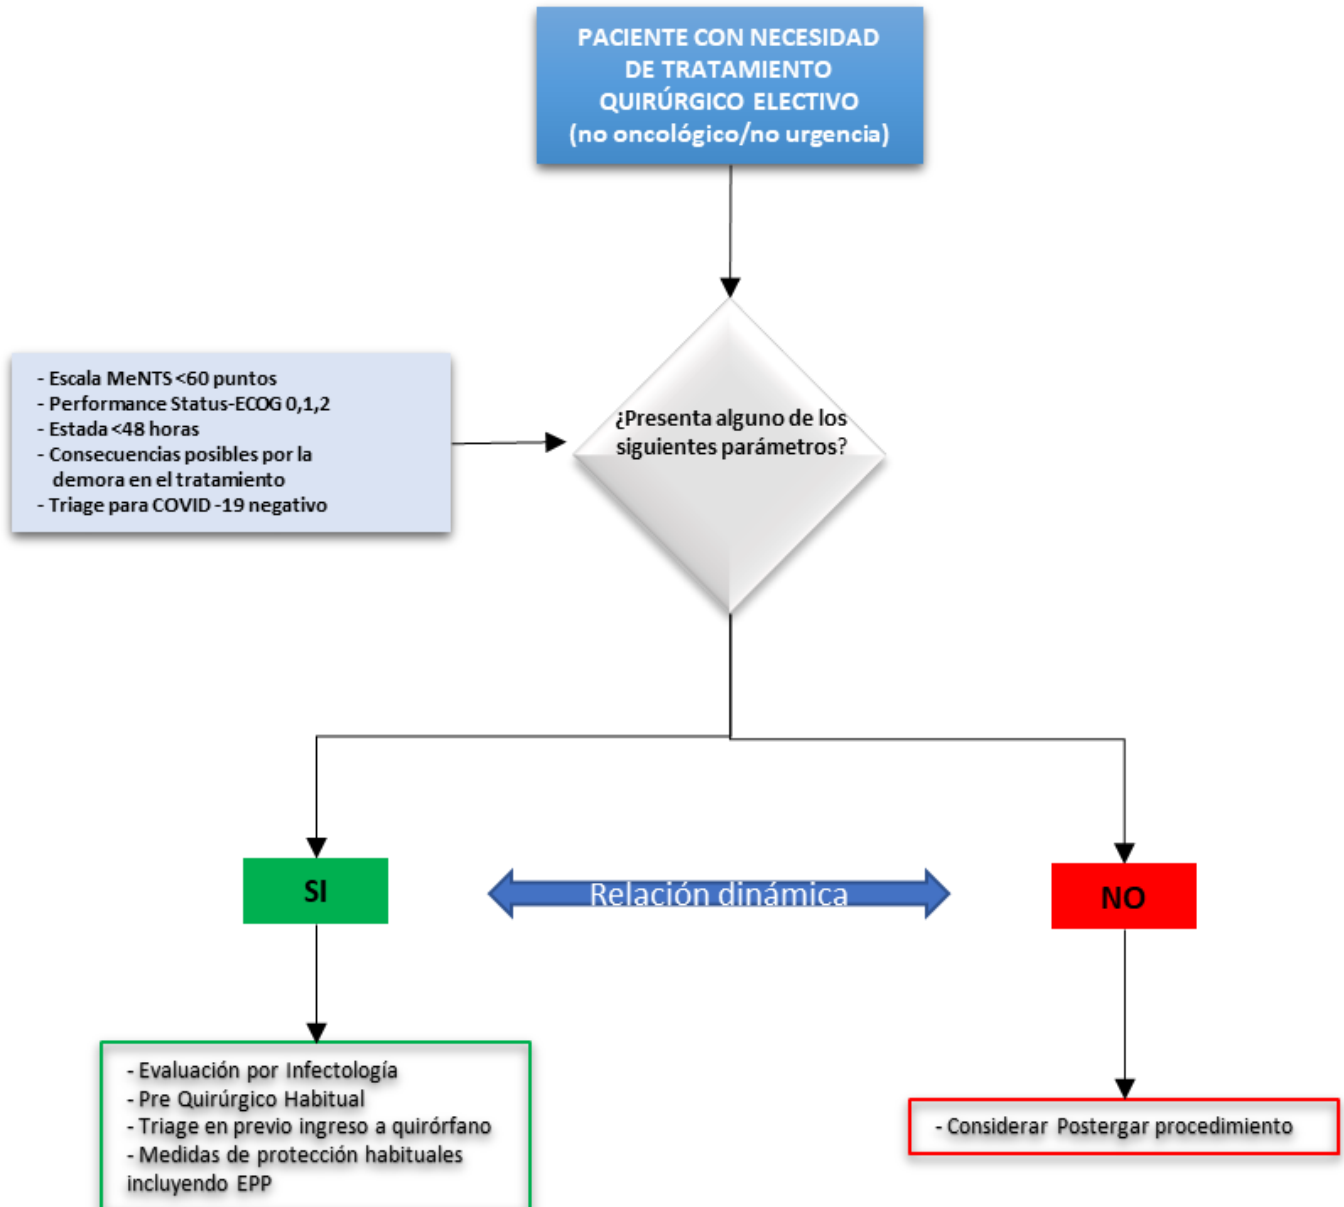 PACIENTE CON NECESIDAD
DE TRATAMIENTO
QUIRÚRGICO ELECTIVO
(no oncológico/no urgencia)
- Escala MeNTS <60 puntos
- Performance Status-ECOG 0,1,2
- Estada <48 horas
- Consecuencias posibles por la
demora en el tratamiento
- Triage para COVID -19 negativo
¿Presenta alguno de los
siguientes parámetros?
SI
Relación dinámica
NO
- Evaluación por Infectología
- Pre Quirúrgico Habitual
- Triage en previo ingreso a quirórfano
- Medidas de protección habituales
incluyendo EPP
- Considerar Postergar procedimiento